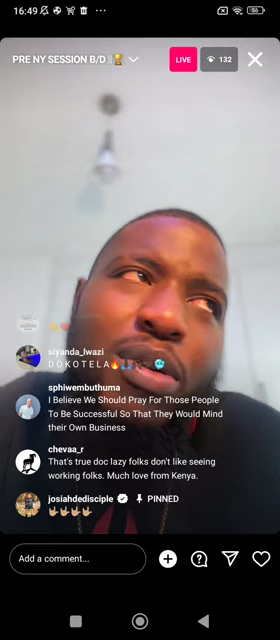 16:49
56
PRE NY SESSION B/D
LIVE
132
siyanda_lwazi
D O K O T E L A
sphiwembuthuma
I Believe We Should Pray For Those People
To Be Successful So That They Would Mind
their Own Business
chevaa_r
That's true doc lazy folks don't like seeing
working folks. Much love from Kenya.
josiahdedisciple PINNED
Add a comment...